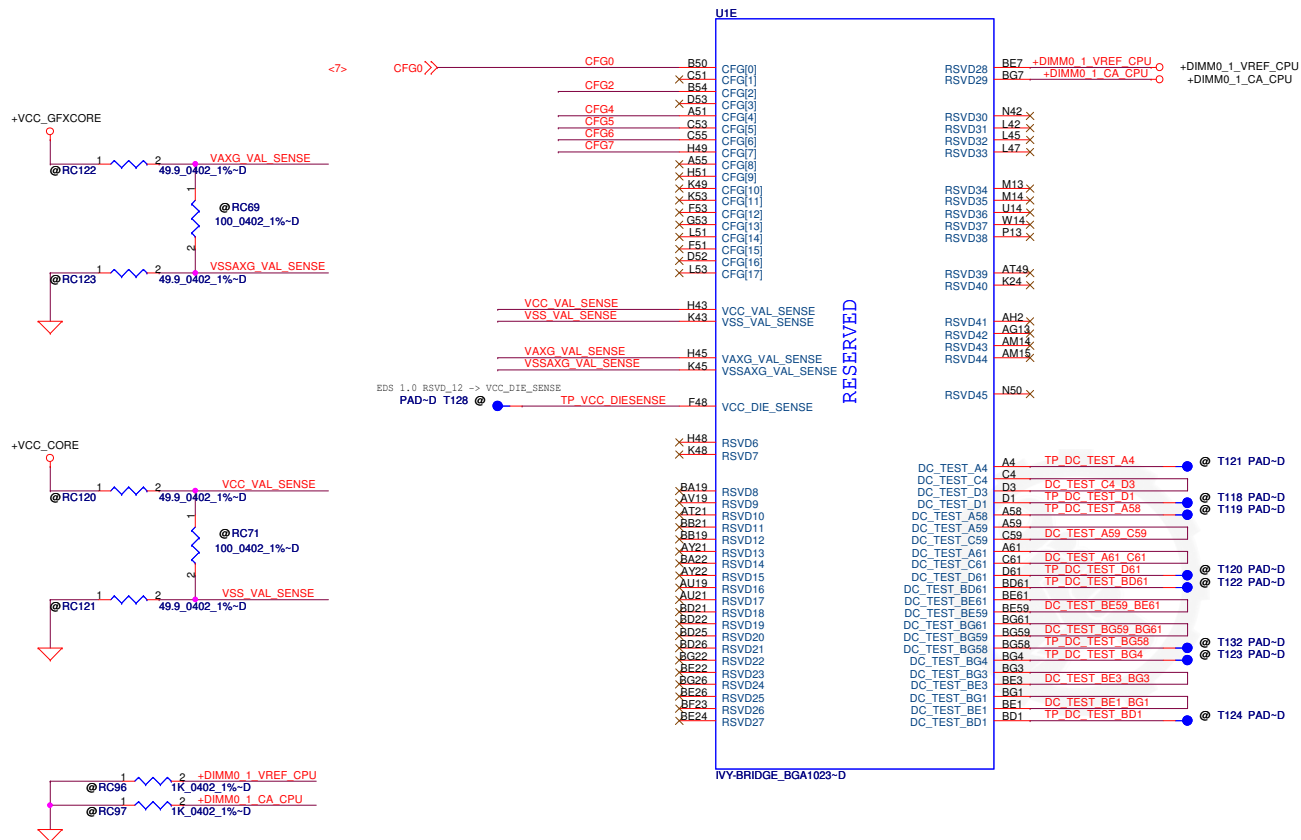 U1E
<7> CFG0 CFG0 B50 CFG[0]
C51 CFG[1]
CFG2 B54 CFG[2]
D53 CFG[3]
CFG4 A51 CFG[4]
CFG5 C53 CFG[5]
CFG6 C55 CFG[6]
CFG7 H49 CFG[7]
A55 CFG[8]
H51 CFG[9]
K49 CFG[10]
K53 CFG[11]
F53 CFG[12]
G53 CFG[13]
L51 CFG[14]
F51 CFG[15]
D52 CFG[16]
L53 CFG[17]
VCC_VAL_SENSE H43 VCC_VAL_SENSE
VSS_VAL_SENSE K43 VSS_VAL_SENSE
VAXG_VAL_SENSE H45 VAXG_VAL_SENSE
VSSAXG_VAL_SENSE K45 VSSAXG_VAL_SENSE
EDS 1.0 RSVD_12 -> VCC_DIE_SENSE
PAD~D T128 @ TP_VCC_DIESENSE F48 VCC_DIE_SENSE
H48 RSVD6
K48 RSVD7
BA19 RSVD8
AV19 RSVD9
AT21 RSVD10
BB21 RSVD11
BB19 RSVD12
AY21 RSVD13
BA22 RSVD14
AY22 RSVD15
AU19 RSVD16
AU21 RSVD17
BD21 RSVD18
BD22 RSVD19
BD25 RSVD20
BD26 RSVD21
BG22 RSVD22
BE22 RSVD23
BG26 RSVD24
BE26 RSVD25
BF23 RSVD26
BE24 RSVD27
RESERVED
RSVD28 BE7 +DIMM0_1_VREF_CPU +DIMM0_1_VREF_CPU
RSVD29 BG7 +DIMM0_1_CA_CPU +DIMM0_1_CA_CPU
RSVD30 N42
RSVD31 L42
RSVD32 L45
RSVD33 L47
RSVD34 M13
RSVD35 M14
RSVD36 U14
RSVD37 W14
RSVD38 P13
RSVD39 AT49
RSVD40 K24
RSVD41 AH2
RSVD42 AG13
RSVD43 AM14
RSVD44 AM15
RSVD45 N50
DC_TEST_A4 A4 TP_DC_TEST_A4 @ T121 PAD~D
DC_TEST_C4 C4
DC_TEST_D3 D3 DC_TEST_C4_D3
DC_TEST_D1 D1 TP_DC_TEST_D1 @ T118 PAD~D
DC_TEST_A58 A58 TP_DC_TEST_A58 @ T119 PAD~D
DC_TEST_A59 A59
DC_TEST_C59 C59 DC_TEST_A59_C59
DC_TEST_A61 A61
DC_TEST_C61 C61 DC_TEST_A61_C61
DC_TEST_D61 D61 TP_DC_TEST_D61 @ T120 PAD~D
DC_TEST_BD61 BD61 TP_DC_TEST_BD61 @ T122 PAD~D
DC_TEST_BE61 BE61
DC_TEST_BE59 BE59 DC_TEST_BE59_BE61
DC_TEST_BG61 BG61
DC_TEST_BG59 BG59 DC_TEST_BG59_BG61
DC_TEST_BG58 BG58 TP_DC_TEST_BG58 @ T132 PAD~D
DC_TEST_BG4 BG4 TP_DC_TEST_BG4 @ T123 PAD~D
DC_TEST_BG3 BG3
DC_TEST_BE3 BE3 DC_TEST_BE3_BG3
DC_TEST_BG1 BG1
DC_TEST_BE1 BE1 DC_TEST_BE1_BG1
DC_TEST_BD1 BD1 TP_DC_TEST_BD1 @ T124 PAD~D
IVY-BRIDGE_BGA1023~D
+VCC_GFXCORE
1 2 VAXG_VAL_SENSE
@RC122 49.9_0402_1%~D
1
@RC69
100_0402_1%~D
2
1 2 VSSAXG_VAL_SENSE
@RC123 49.9_0402_1%~D
+VCC_CORE
1 2 VCC_VAL_SENSE
@RC120 49.9_0402_1%~D
1
@RC71
100_0402_1%~D
2
1 2 VSS_VAL_SENSE
@RC121 49.9_0402_1%~D
1 2 +DIMM0_1_VREF_CPU
@RC96 1K_0402_1%~D
1 2 +DIMM0_1_CA_CPU
@RC97 1K_0402_1%~D